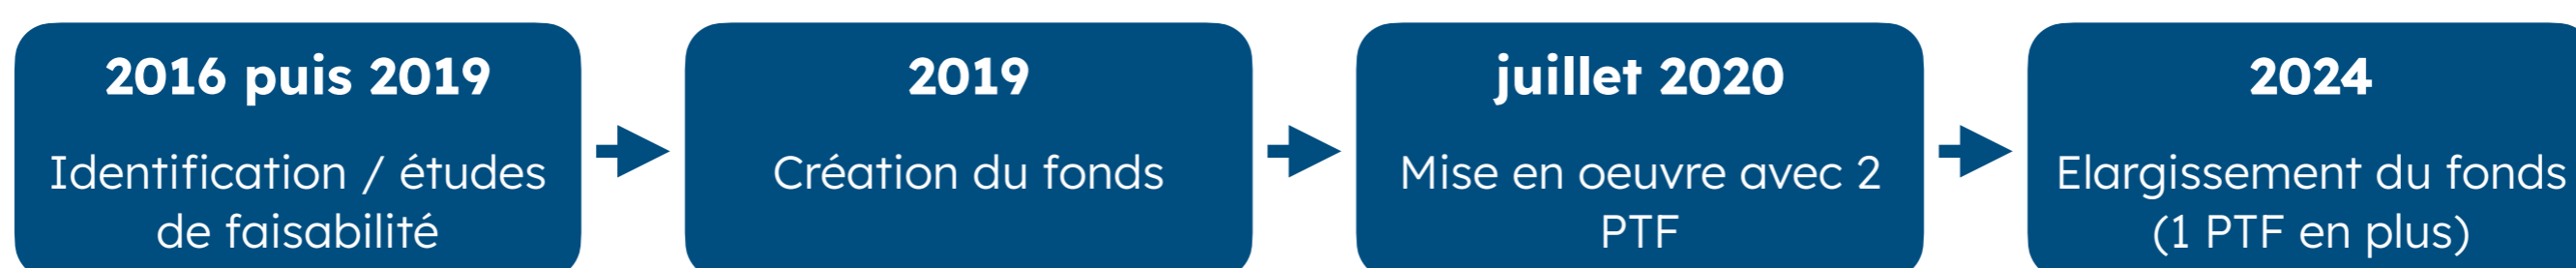 2016 puis 2019
Identification / études
de faisabilité
2019
Création du fonds
juillet 2020
Mise en oeuvre avec 2
PTF
2024
Elargissement du fonds
(1 PTF en plus)